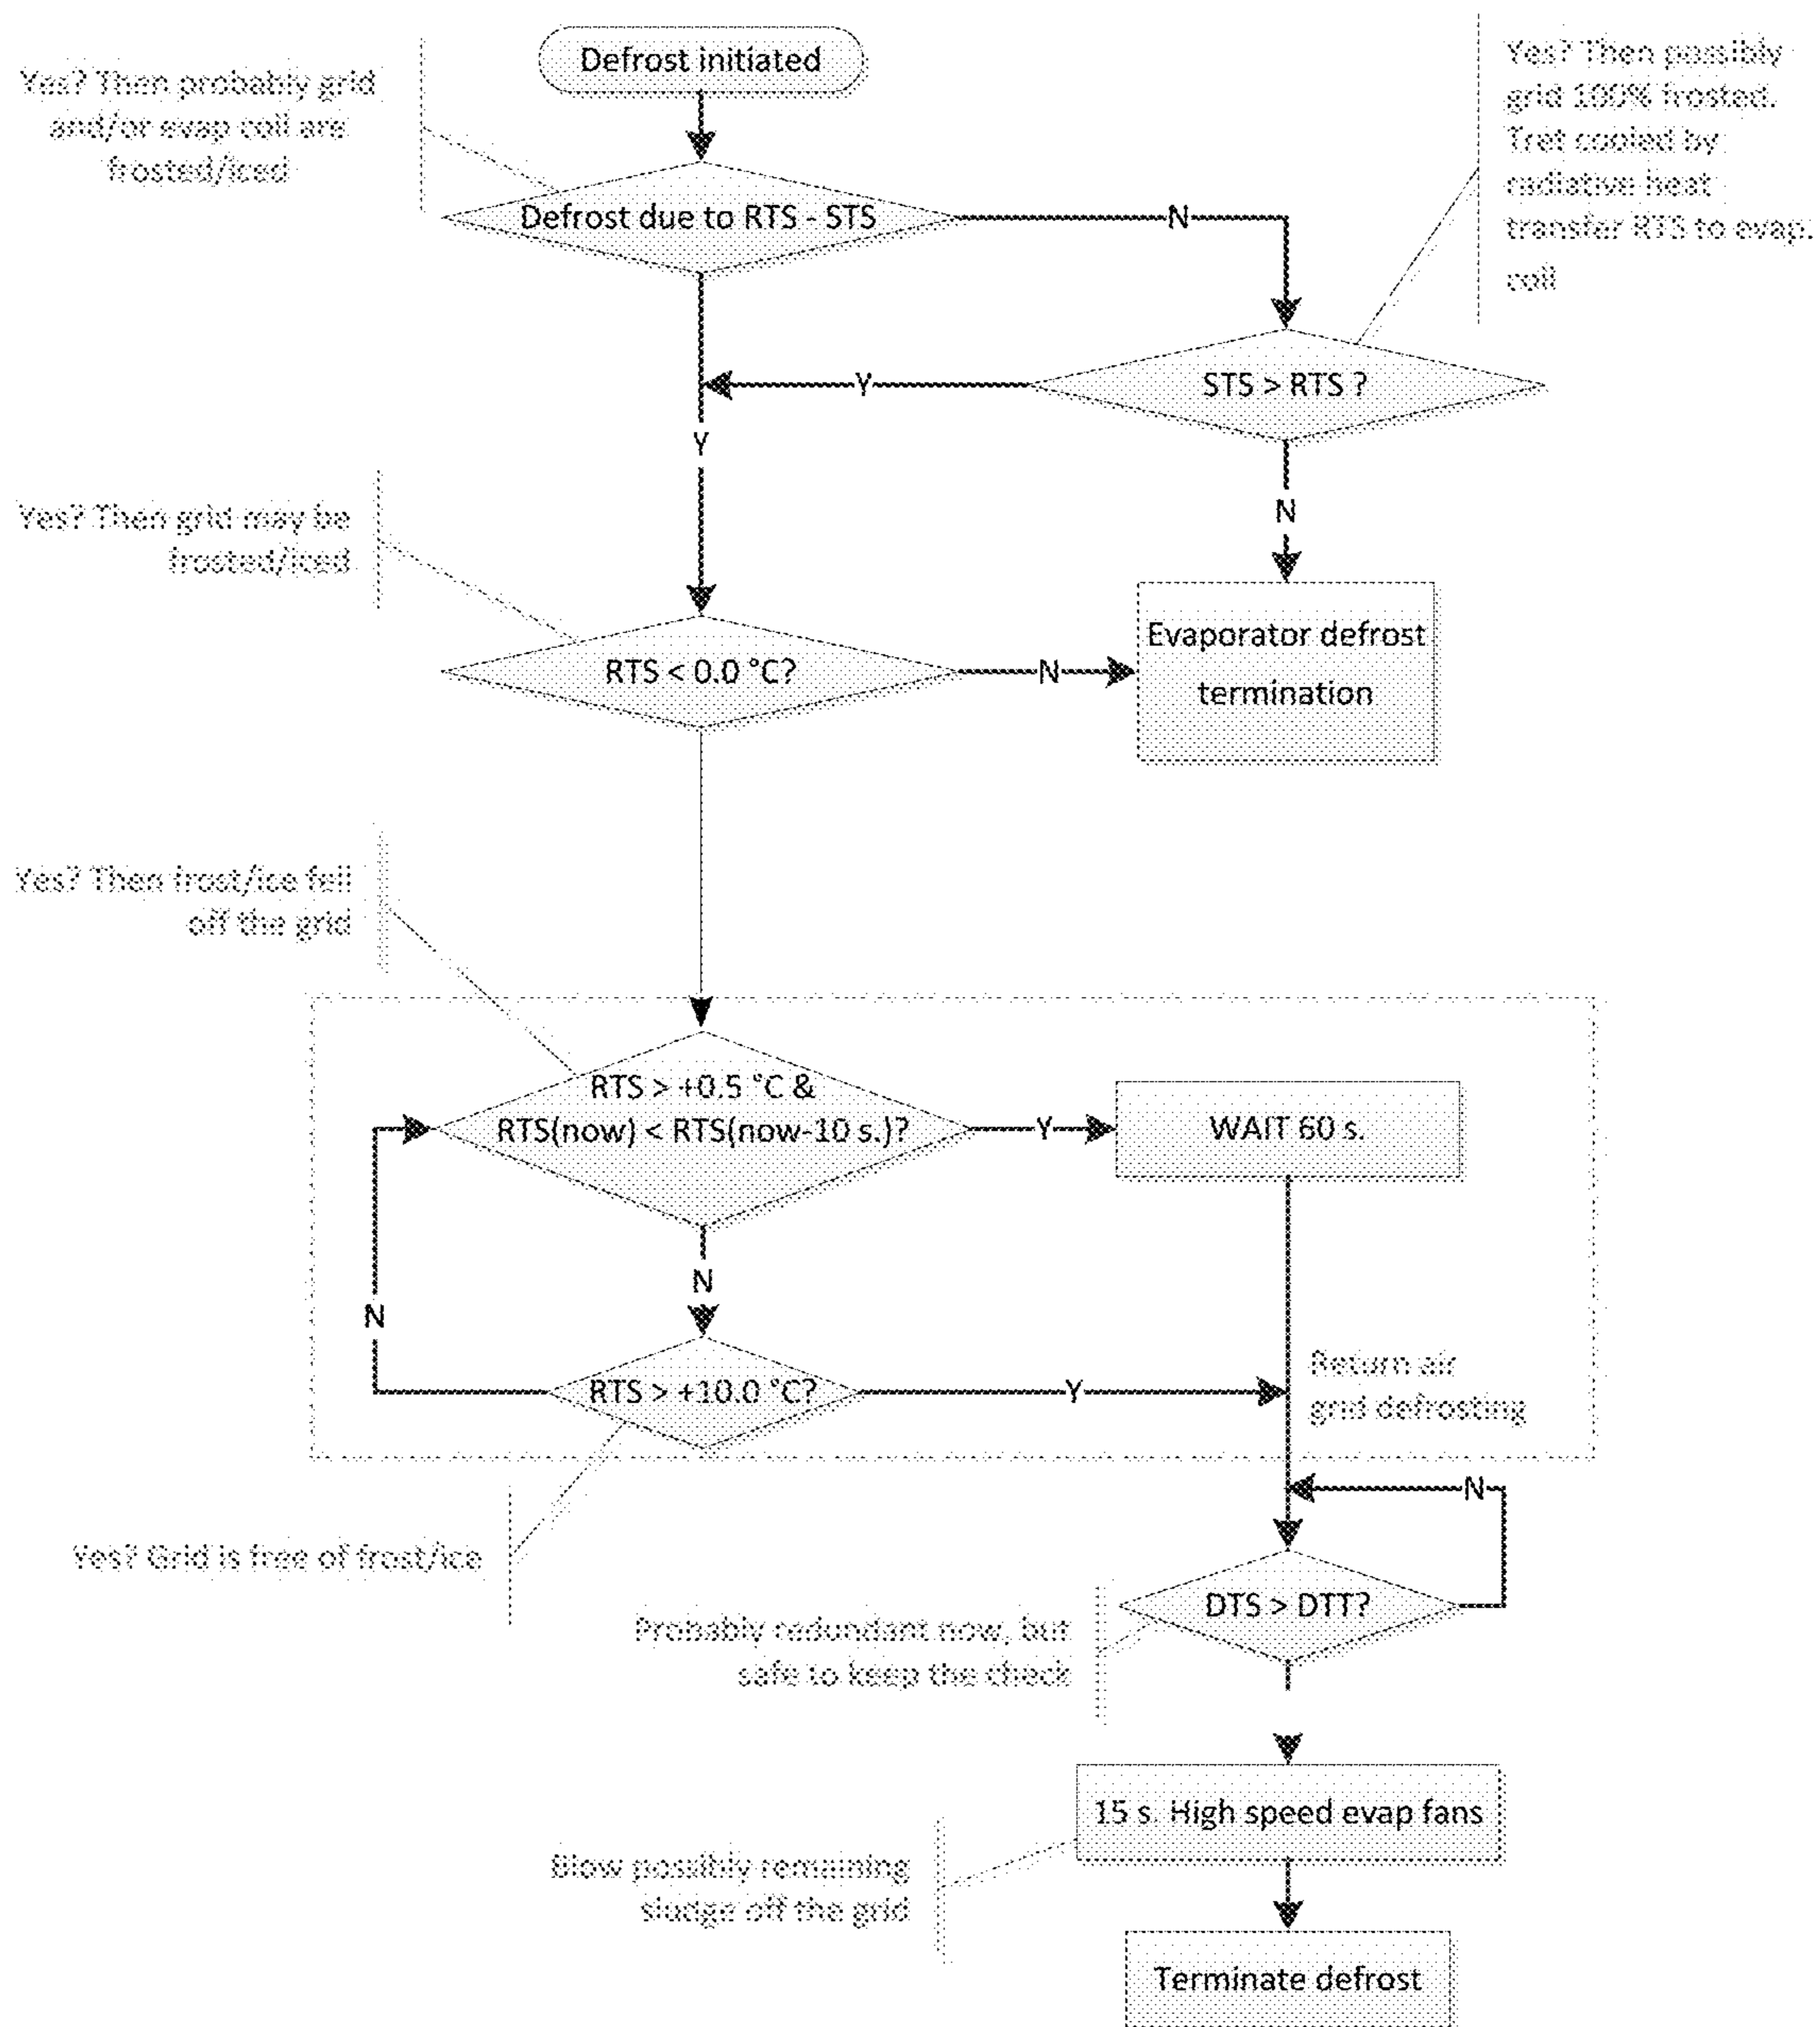 Defrost initiated
Yes? Then probably grid
and/or evap coil are
frosted/iced
Yes? Then possibly
grid 100% frosted.
Tret cooled by
radiative heat
transfer RTS to evap.
coil
Defrost due to RTS - STS
N
STS > RTS ?
Y
Y
N
Yes? Then grid may be
frosted/iced
RTS < 0.0 °C?
N
Evaporator defrost
termination
Yes? Then frost/ice fell
off the grid
RTS > +0.5 °C &
RTS(now) < RTS(now-10 s.)?
Y
WAIT 60 s.
N
N
RTS > +10.0 °C?
Y
Return air
grid defrosting
N
Yes? Grid is free of frost/ice
DTS > DTT?
Probably redundant now, but
safe to keep the check
15 s. High speed evap fans
Blow possibly remaining
sludge off the grid
Terminate defrost